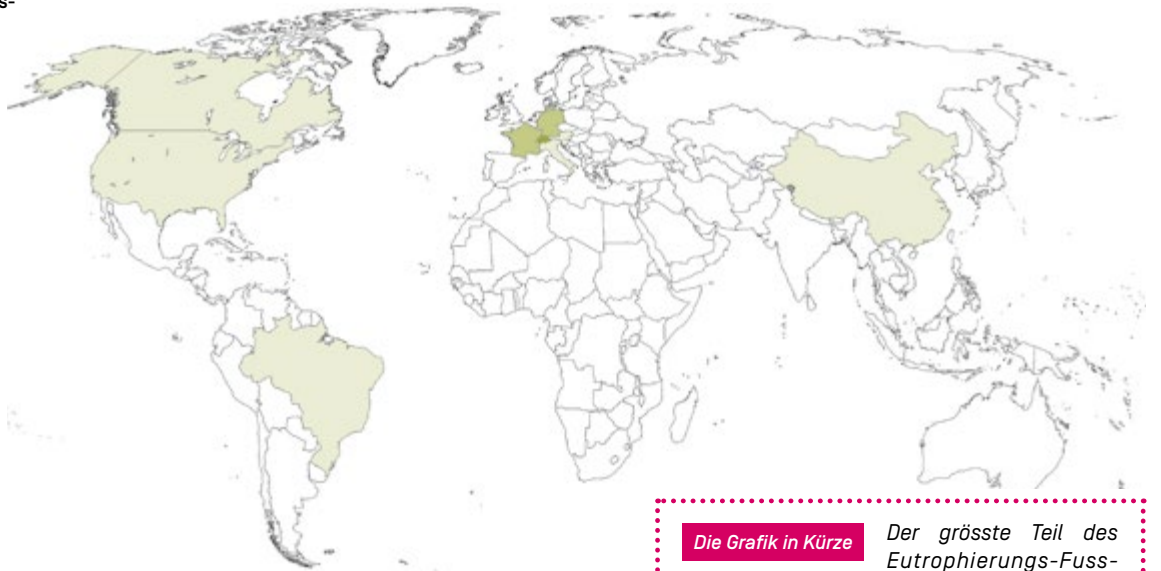 s-
Die Grafik in Kürze
Der grösste Teil des
Eutrophierungs-Fuss-